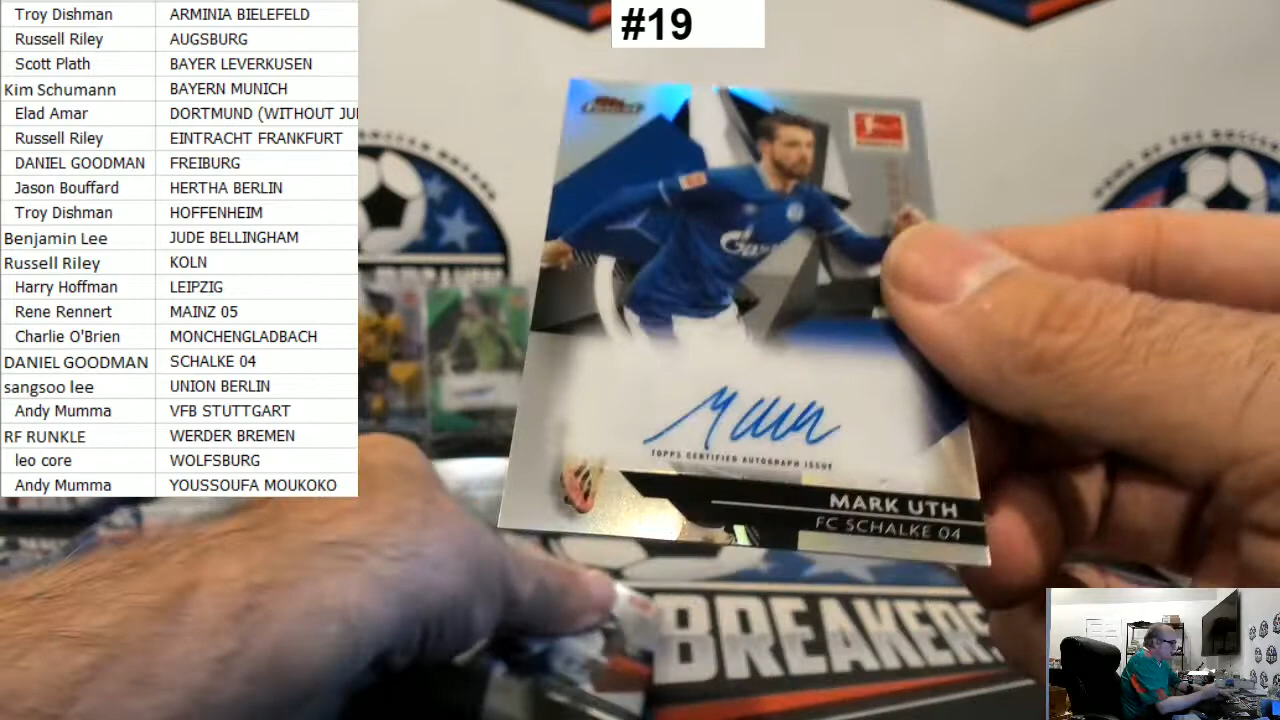 #19
Troy Dishman ARMINIA BIELEFELD
Russell Riley AUGSBURG
Scott Plath BAYER LEVERKUSEN
Kim Schumann BAYERN MUNICH
Elad Amar DORTMUND (WITHOUT JU
Russell Riley EINTRACHT FRANKFURT
DANIEL GOODMAN FREIBURG
Jason Bouffard HERTHA BERLIN
Troy Dishman HOFFENHEIM
Benjamin Lee JUDE BELLINGHAM
Russell Riley KOLN
Harry Hoffman LEIPZIG
Rene Rennert MAINZ 05
Charlie O'Brien MONCHENGLADBACH
DANIEL GOODMAN SCHALKE 04
sangsoo lee UNION BERLIN
Andy Mumma VFB STUTTGART
RF RUNKLE WERDER BREMEN
leo core WOLFSBURG
Andy Mumma YOUSSOUFA MOUKOKO
TOPPS CERTIFIED AUTOGRAPH ISSUE
MARK UTH
FC SCHALKE 04
BREAKERS